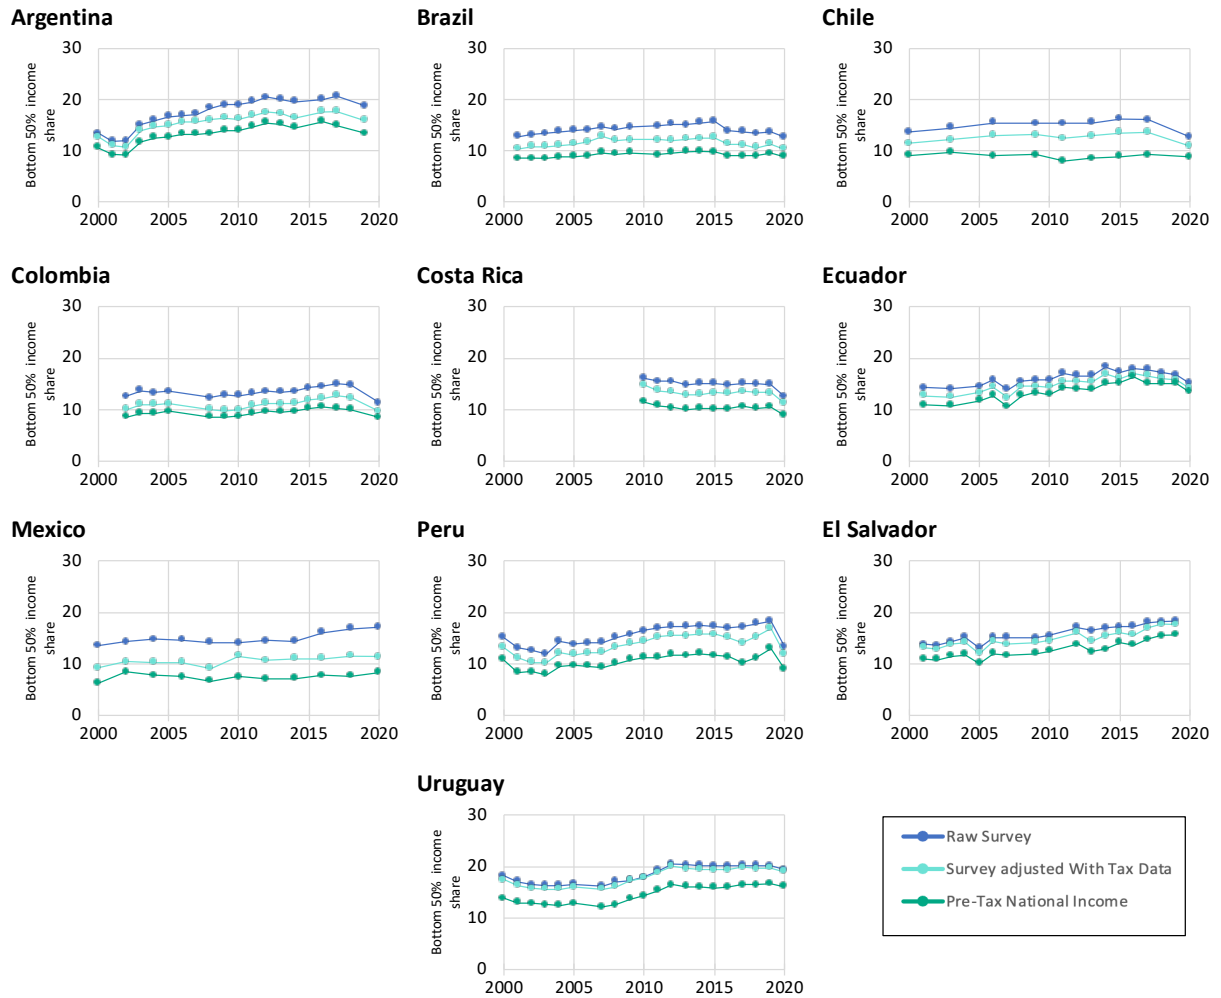 Argentina
Bottom 50% income
share
30
20
10
0
2000 2005 2010 2015 2020
Brazil
Bottom 50% income
share
30
20
10
0
2000 2005 2010 2015 2020
Chile
Bottom 50% income
share
30
20
10
0
2000 2005 2010 2015 2020
Colombia
Bottom 50% income
share
30
20
10
0
2000 2005 2010 2015 2020
Costa Rica
Bottom 50% income
share
30
20
10
0
2000 2005 2010 2015 2020
Ecuador
Bottom 50% income
share
30
20
10
0
2000 2005 2010 2015 2020
Mexico
Bottom 50% income
share
30
20
10
0
2000 2005 2010 2015 2020
Peru
Bottom 50% income
share
30
20
10
0
2000 2005 2010 2015 2020
El Salvador
Bottom 50% income
share
30
20
10
0
2000 2005 2010 2015 2020
Uruguay
Bottom 50% income
share
30
20
10
0
2000 2005 2010 2015 2020
Raw Survey
Survey adjusted With Tax Data
Pre-Tax National Income